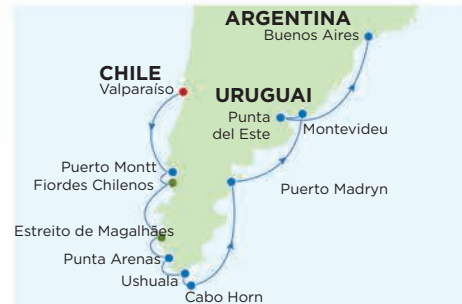 ARGENTINA
Buenos Aires
CHILE
Valparaíso
URUGUAI
Punta
del Este
Montevideu
Puerto Montt
Fiordes Chilenos
Puerto Madryn
Estreito de Magalhães
Punta Arenas
Ushuala
Cabo Horn